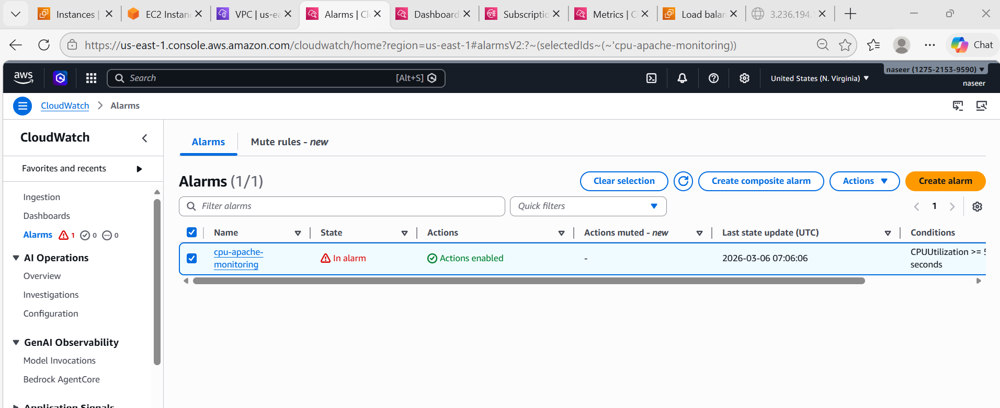 Instances |
EC2 Instan
VPC | us-ea
Alarms | Cl
Dashboard
Subscriptio
Metrics | C
Load balan
3.236.194.
https://us-east-1.console.aws.amazon.com/cloudwatch/home?region=us-east-1#alarmsV2:?~(selectedIds~(~'cpu-apache-monitoring))
Chat
aws
Search
[Alt+S]
United States (N. Virginia)
naseer (1275-2153-9590)
naseer
CloudWatch
Alarms
CloudWatch
Favorites and recents
Ingestion
Dashboards
Alarms 1 0 0
AI Operations
Overview
Investigations
Configuration
GenAI Observability
Model Invocations
Bedrock AgentCore
Application Signals
Alarms
Mute rules - new
Alarms (1/1)
Clear selection
Create composite alarm
Actions
Create alarm
Filter alarms
Quick filters
1
Name
State
Actions
Actions muted - new
Last state update (UTC)
Conditions
cpu-apache-
monitoring
In alarm
Actions enabled
-
2026-03-06 07:06:06
CPUUtilization >= 5
seconds